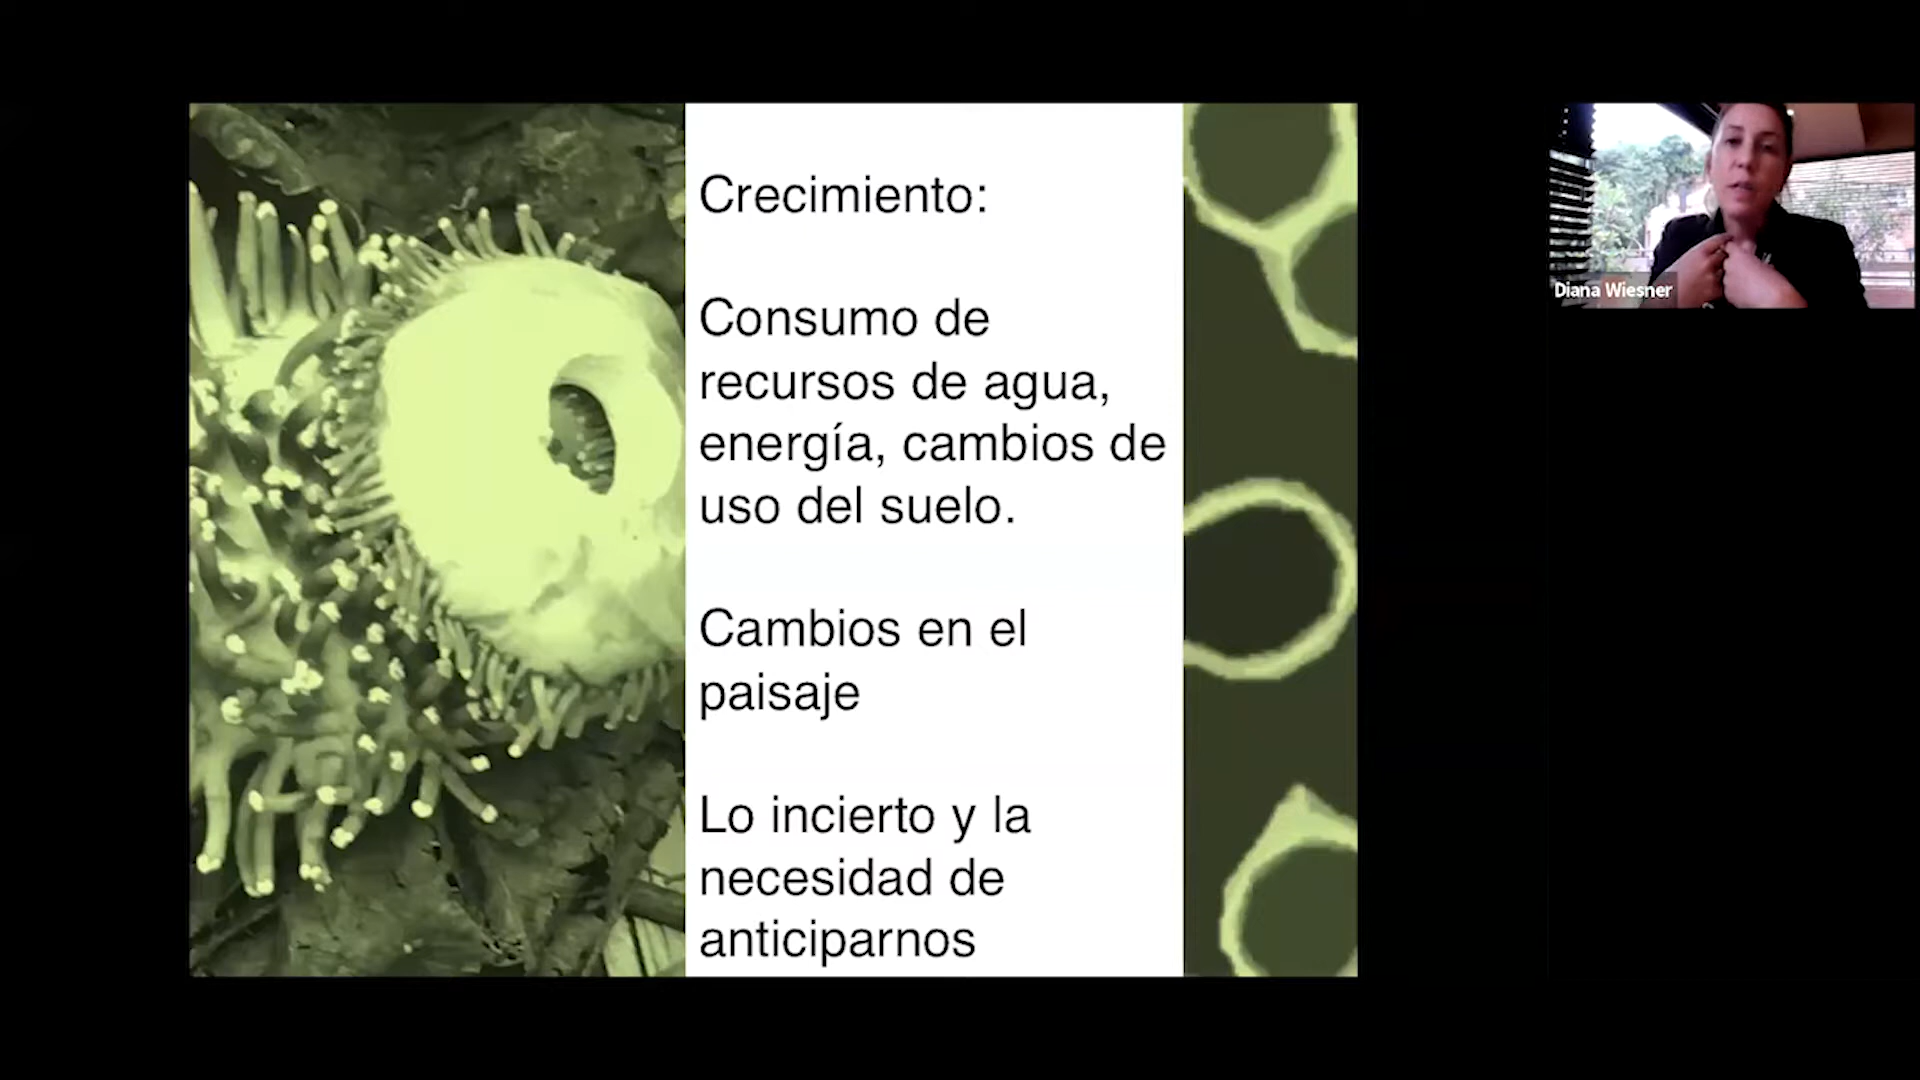 Crecimiento:
Consumo de
recursos de agua,
energía, cambios de
uso del suelo.
Cambios en el
paisaje
Lo incierto y la
necesidad de
anticiparnos
Diana Wiesner